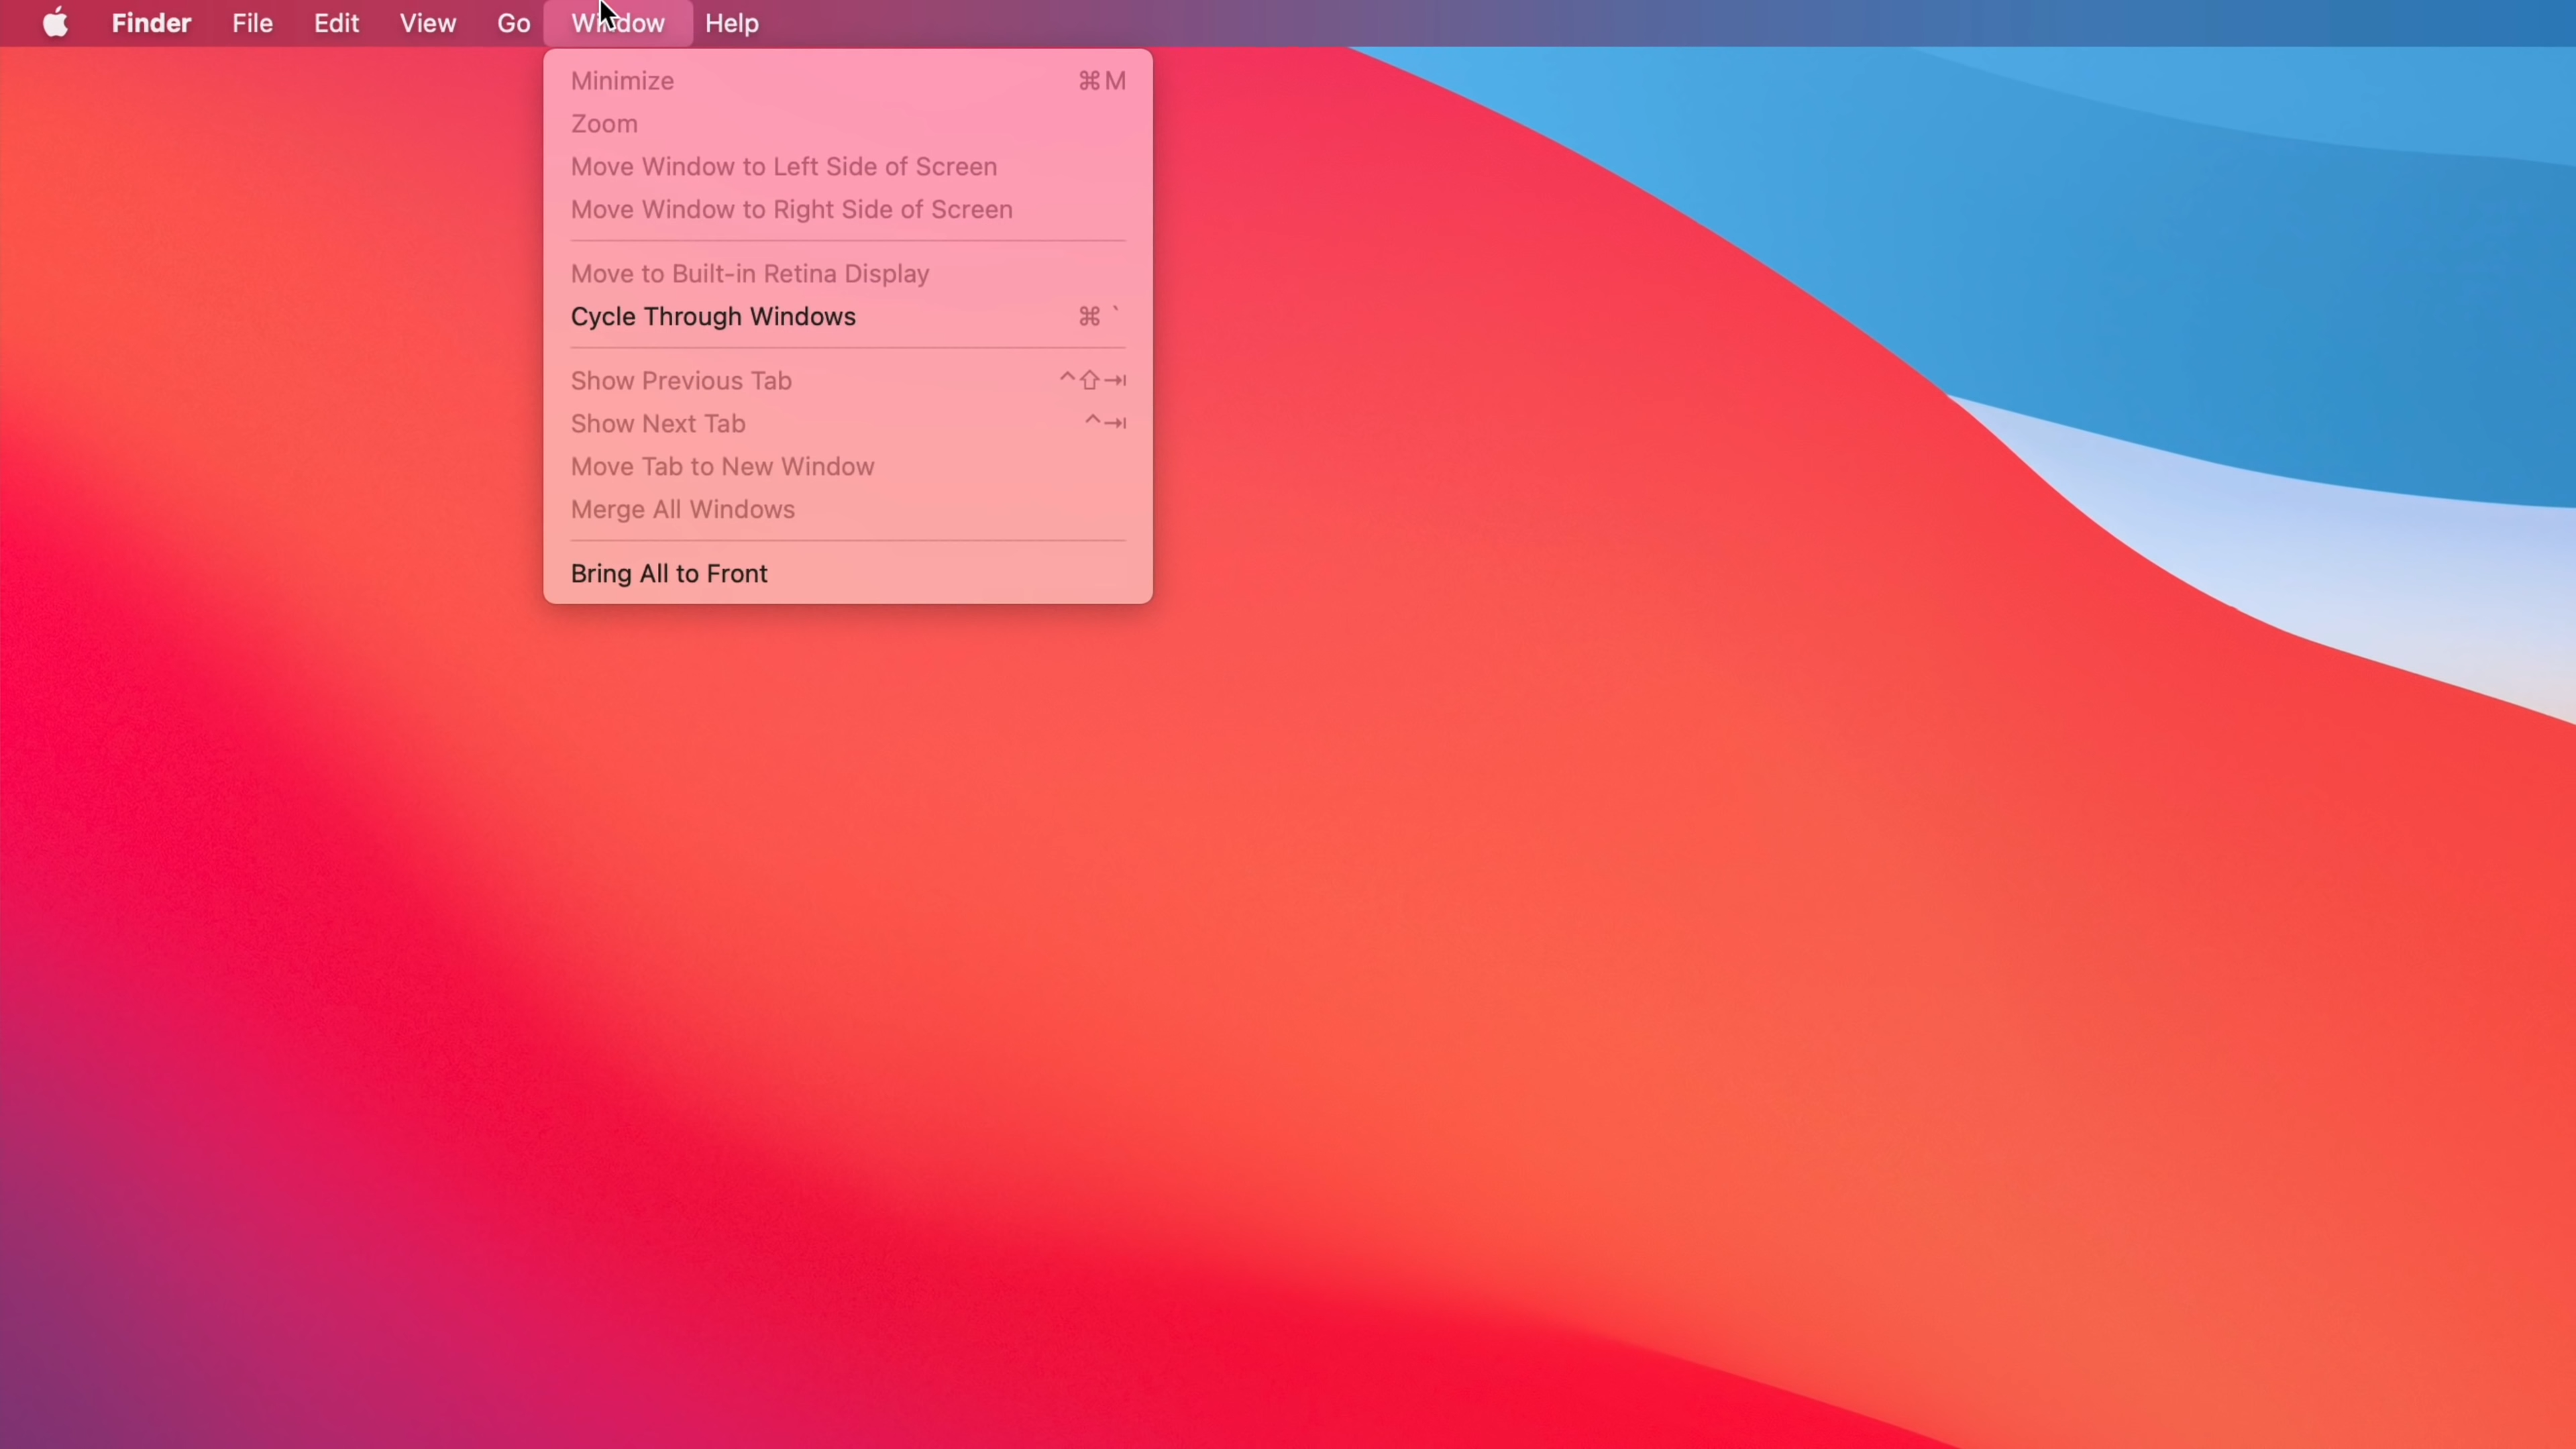 Finder File Edit View Go Window Help
Minimize ⌘M
Zoom
Move Window to Left Side of Screen
Move Window to Right Side of Screen
Move to Built-in Retina Display
Cycle Through Windows ⌘`
Show Previous Tab ^⇧⇥
Show Next Tab ^⇥
Move Tab to New Window
Merge All Windows
Bring All to Front